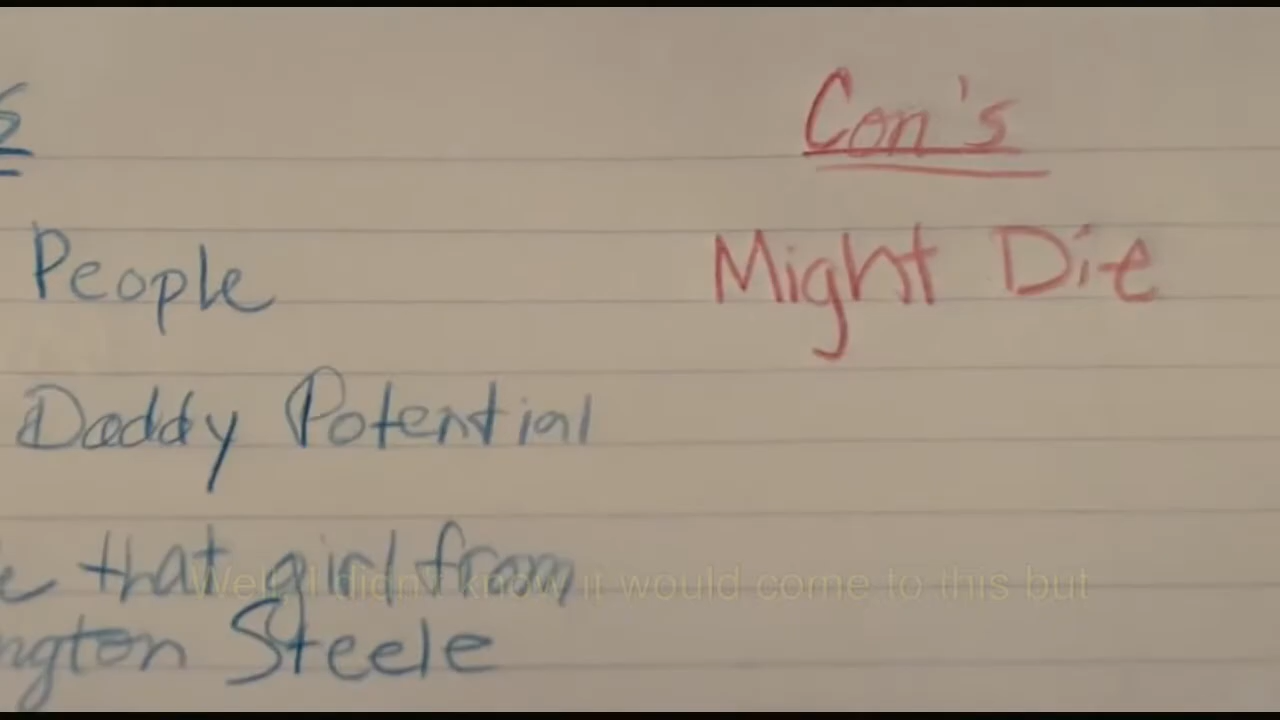 s
Con's
People
Might Die
Daddy Potential
e that girl from
ngton Steele
Well I didn't know it would come to this but